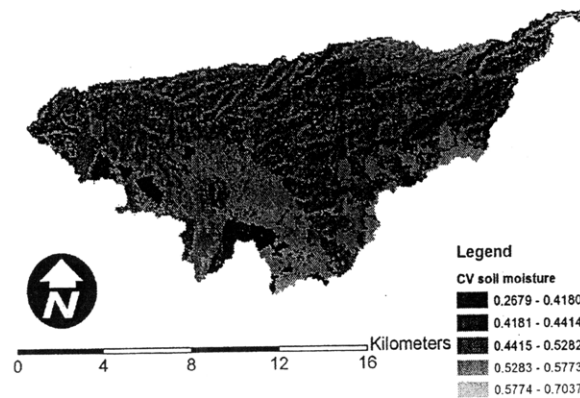 N
Kilometers
0 4 8 12 16
Legend
CV soil moisture
0.2679 - 0.4180
0.4181 - 0.4414
0.4415 - 0.5282
0.5283 - 0.5773
0.5774 - 0.7037